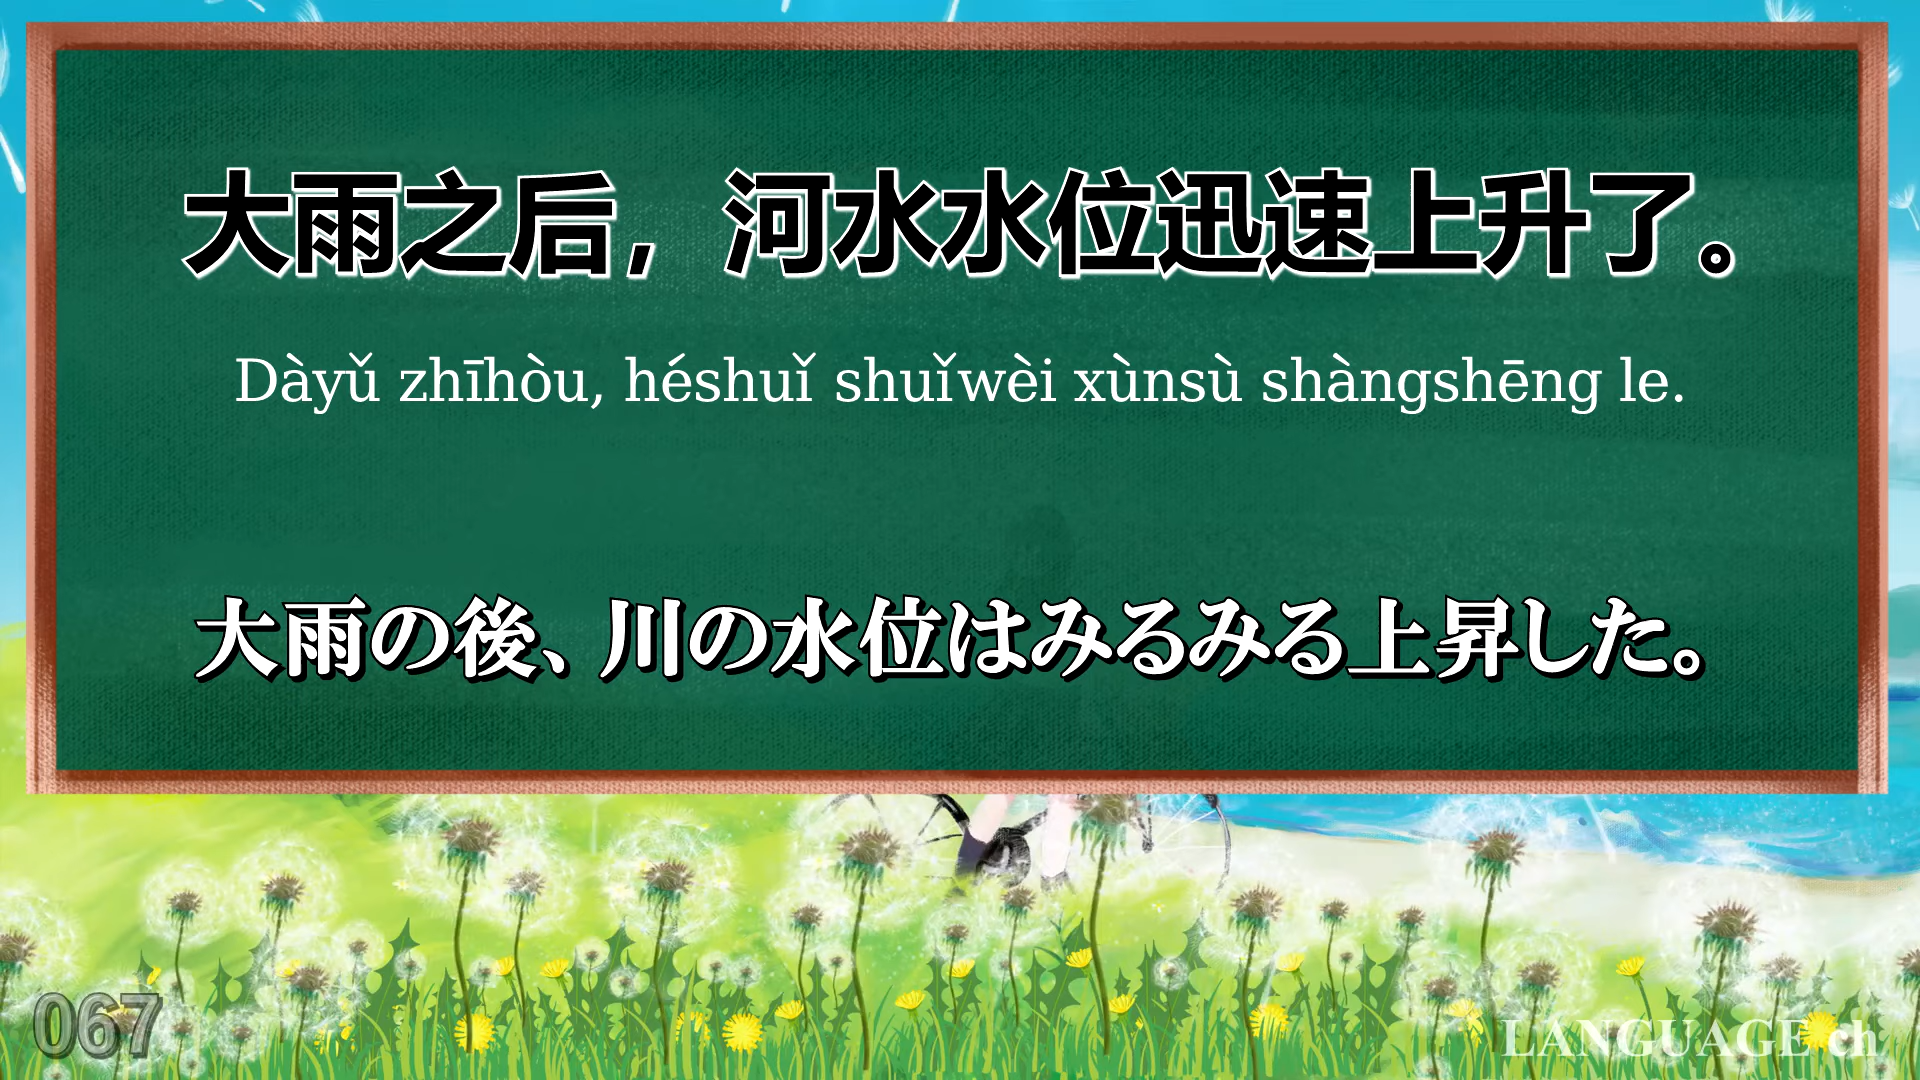 大雨之后，河水水位迅速上升了。
Dàyǔ zhīhòu, héshuǐ shuǐwèi xùnsù shàngshēng le.
大雨の後、川の水位はみるみる上昇した。
067
LANGUAGE ch